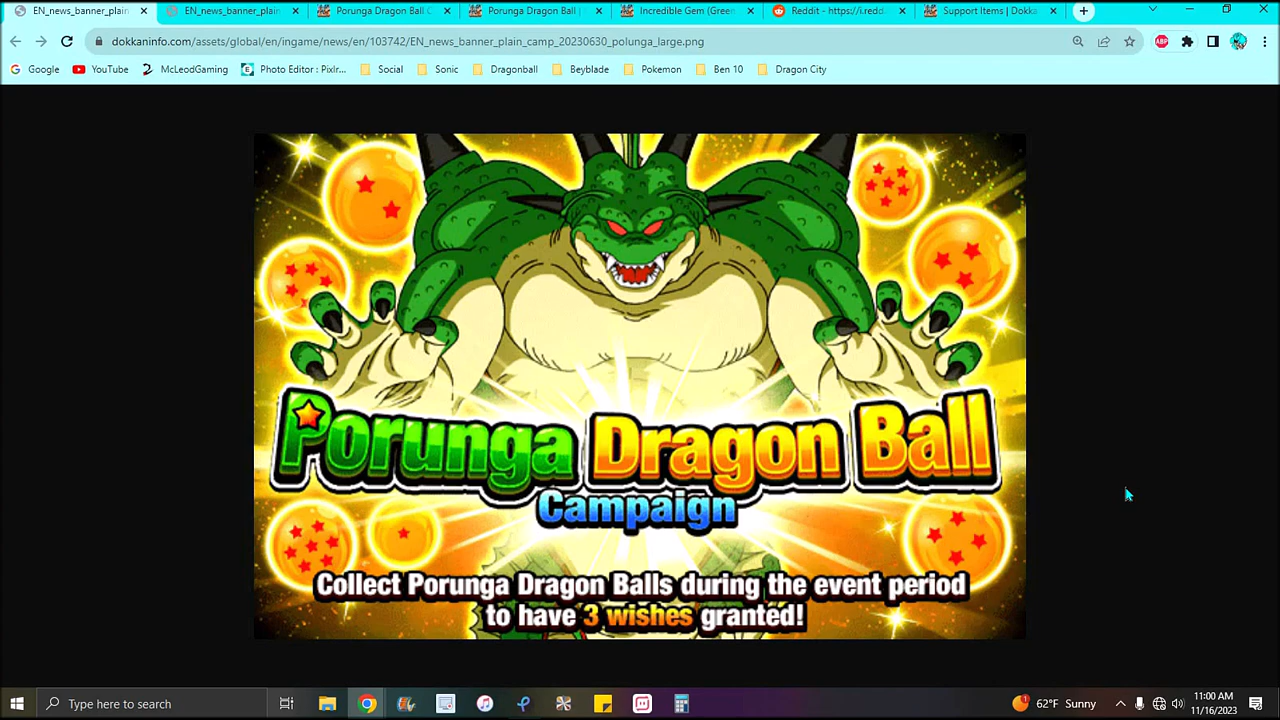 EN_news_banner_plain
EN_news_banner_plain
Porunga Dragon Ball C
Porunga Dragon Ball |
Incredible Gem (Green
Reddit - https://i.redd.
Support Items | Dokka
dokkaninfo.com/assets/global/en/ingame/news/en/103742/EN_news_banner_plain_camp_20230630_polunga_large.png
ABP
Google
YouTube
McLeodGaming
Photo Editor : Pixlr...
Social
Sonic
Dragonball
Beyblade
Pokemon
Ben 10
Dragon City
Porunga Dragon Ball
Campaign
Collect Porunga Dragon Balls during the event period
to have 3 wishes granted!
Type here to search
62°F Sunny
11:00 AM
11/16/2023